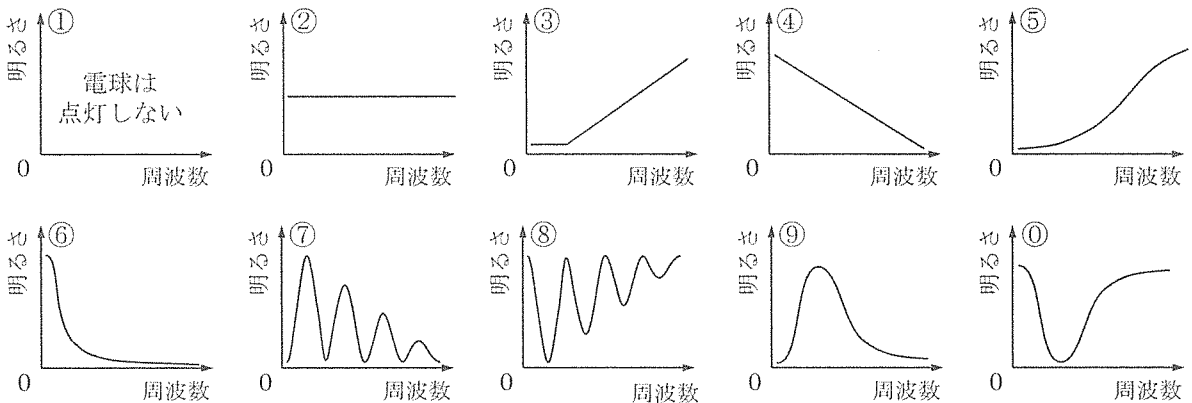 ①
明るさ
電球は
点灯しない
0
周波数
②
明るさ
0
周波数
③
明るさ
0
周波数
④
明るさ
0
周波数
⑤
明るさ
0
周波数
⑥
明るさ
0
周波数
⑦
明るさ
0
周波数
⑧
明るさ
0
周波数
⑨
明るさ
0
周波数
⓪
明るさ
0
周波数